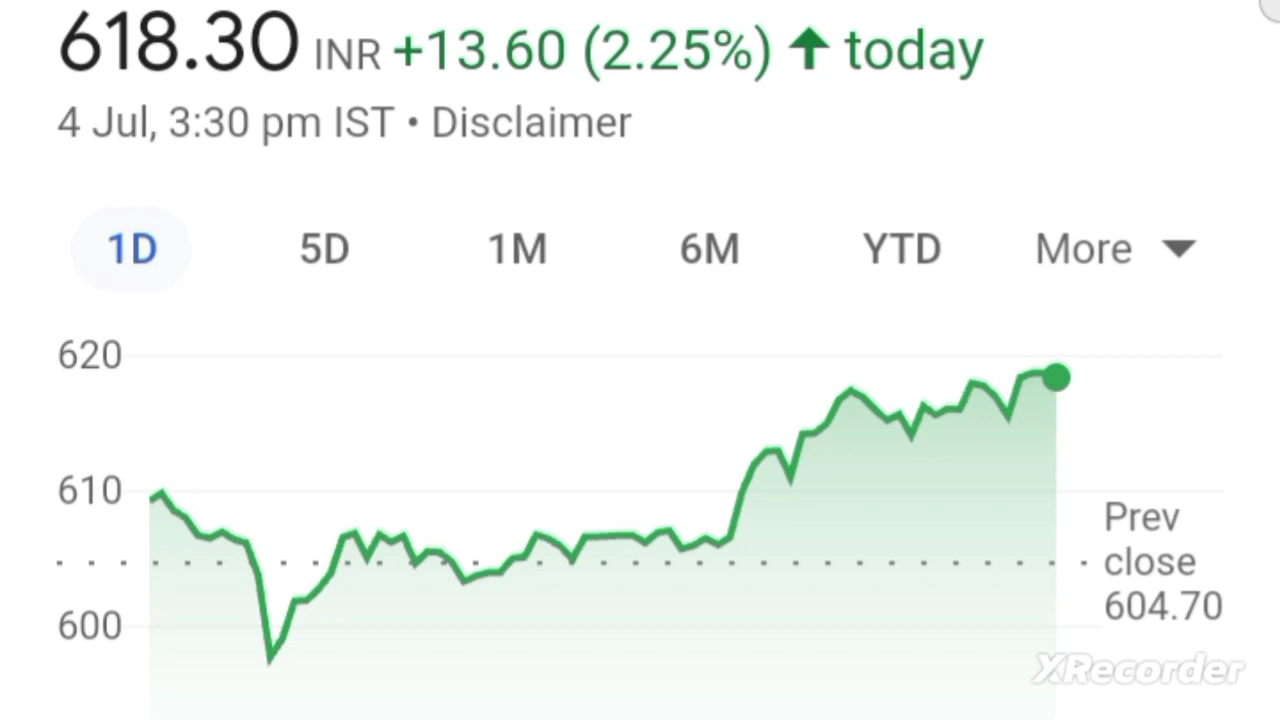 618.30 INR +13.60 (2.25%) ↑ today
4 Jul, 3:30 pm IST • Disclaimer
1D 5D 1M 6M YTD More
620
610
600
Prev
close
604.70
XRecorder